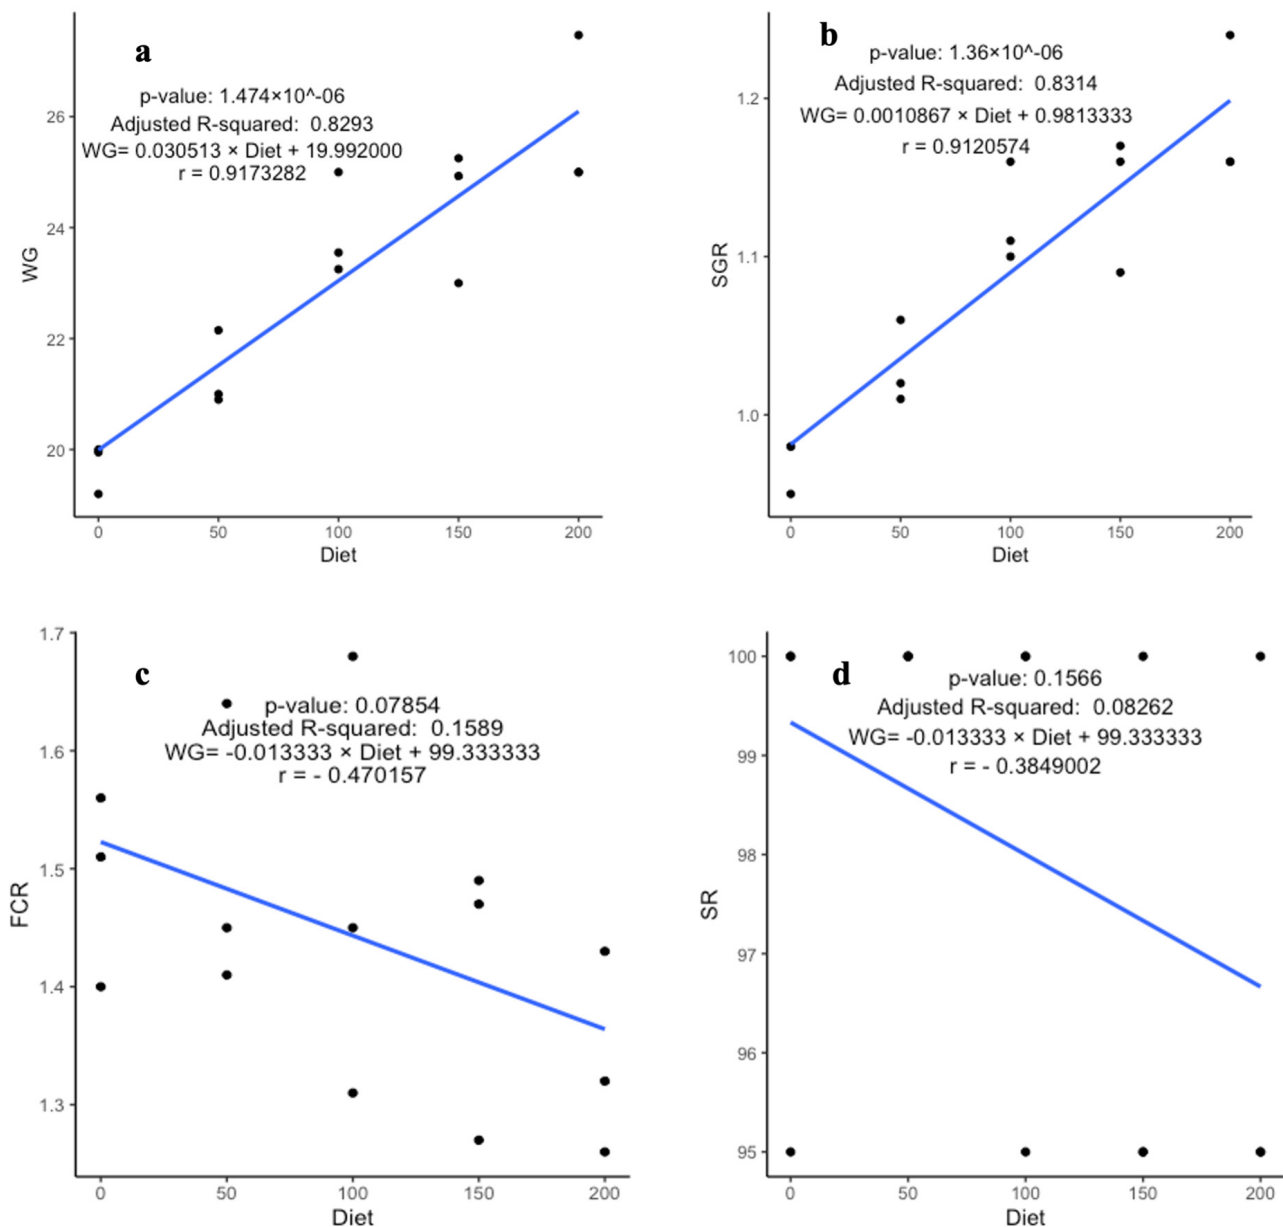 a
p-value: 1.474×10^-06
Adjusted R-squared: 0.8293
WG= 0.030513 × Diet + 19.992000
r = 0.9173282
26
24
22
20
WG
0 50 100 150 200
Diet
b
p-value: 1.36×10^-06
Adjusted R-squared: 0.8314
WG= 0.0010867 × Diet + 0.9813333
r = 0.9120574
1.2
1.1
1.0
SGR
0 50 100 150 200
Diet
c
p-value: 0.07854
Adjusted R-squared: 0.1589
WG= -0.013333 × Diet + 99.333333
r = - 0.470157
1.7
1.6
1.5
1.4
1.3
FCR
0 50 100 150 200
Diet
d
p-value: 0.1566
Adjusted R-squared: 0.08262
WG= -0.013333 × Diet + 99.333333
r = - 0.3849002
100
99
98
97
96
95
SR
0 50 100 150 200
Diet